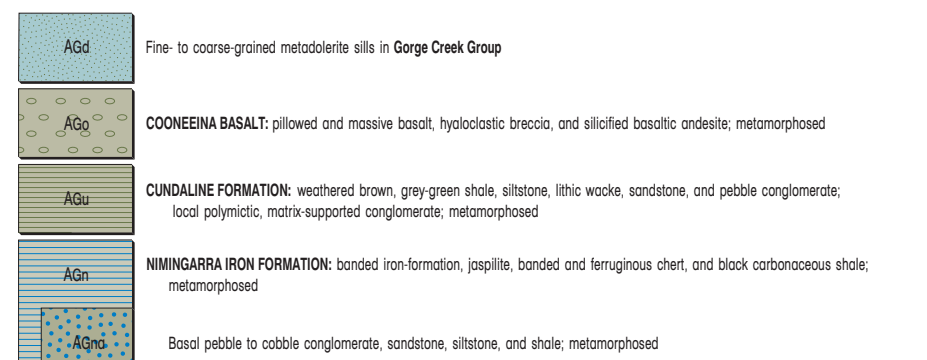 AGd Fine- to coarse-grained metadolerite sills in Gorge Creek Group
AGo COONEEINA BASALT: pillowed and massive basalt, hyaloclastic breccia, and silicified basaltic andesite; metamorphosed
AGu CUNDALINE FORMATION: weathered brown, grey-green shale, siltstone, lithic wacke, sandstone, and pebble conglomerate;
local polymictic, matrix-supported conglomerate; metamorphosed
AGn NIMINGARRA IRON FORMATION: banded iron-formation, jaspilite, banded and ferruginous chert, and black carbonaceous shale;
metamorphosed
AGna Basal pebble to cobble conglomerate, sandstone, siltstone, and shale; metamorphosed